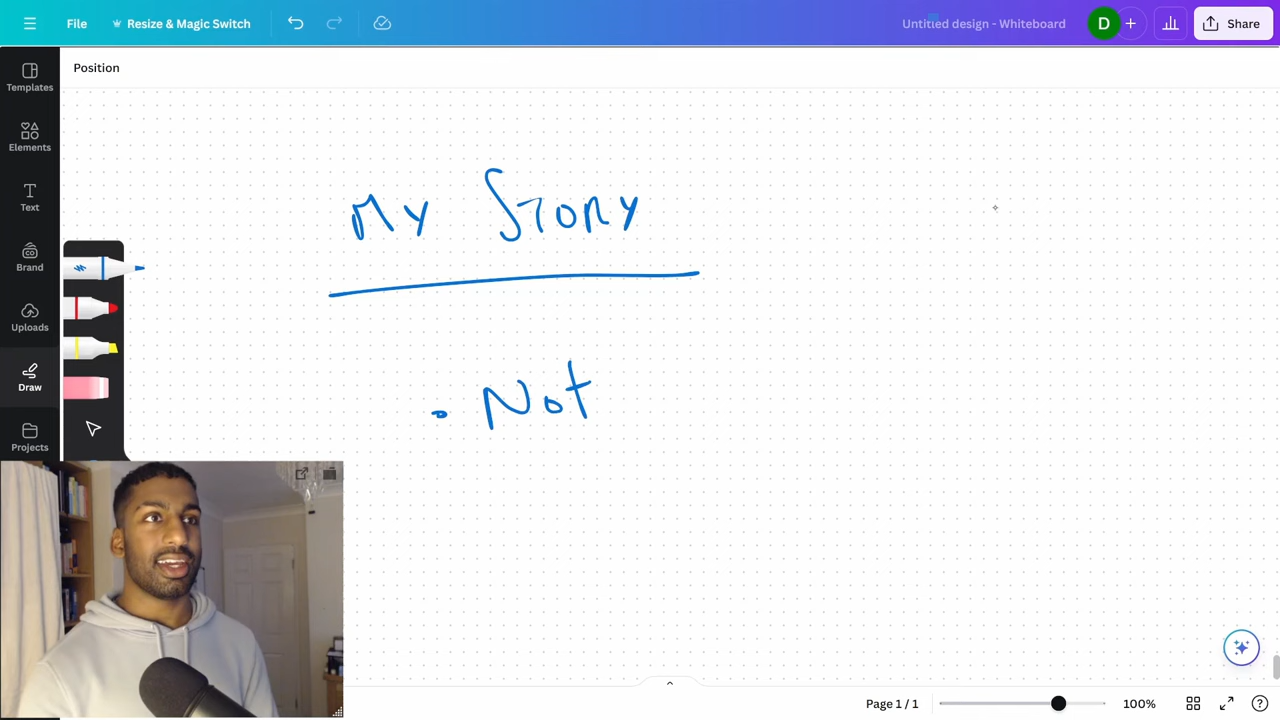 File
Resize & Magic Switch
Untitled design - Whiteboard
D
+
Share
Templates
Position
Elements
Text
Brand
Uploads
Draw
Projects
My Story
Not
Page 1 / 1
100%